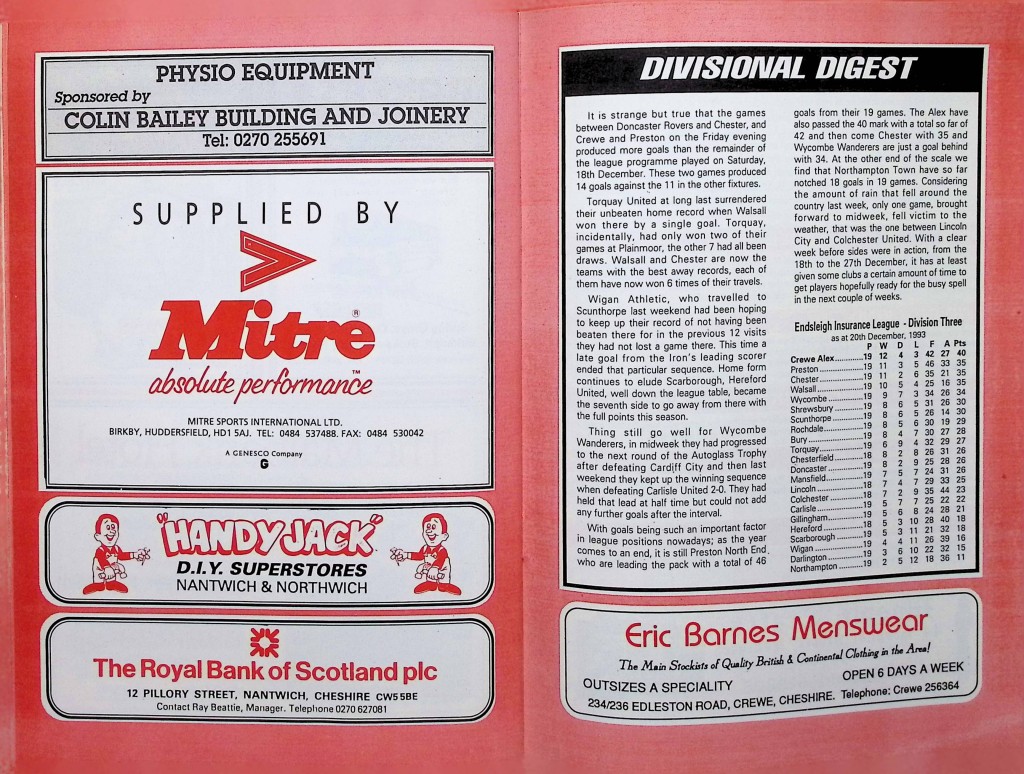 PHYSIO EQUIPMENT
Sponsored by
COLIN BAILEY BUILDING AND JOINERY
Tel: 0270 255691
SUPPLIED BY
Mitre®
absolute performance™
MITRE SPORTS INTERNATIONAL LTD.
BIRKBY, HUDDERSFIELD, HD1 5AJ. TEL: 0484 537488. FAX: 0484 530042
A GENESCO Company
G
"HANDY JACK"
D.I.Y. SUPERSTORES
NANTWICH & NORTHWICH
The Royal Bank of Scotland plc
12 PILLORY STREET, NANTWICH, CHESHIRE CW5 5BE
Contact Ray Beattie, Manager. Telephone 0270 627081
DIVISIONAL DIGEST
It is strange but true that the games
between Doncaster Rovers and Chester, and
Crewe and Preston on the Friday evening
produced more goals than the remainder of
the league programme played on Saturday,
18th December. These two games produced
14 goals against the 11 in the other fixtures.
Torquay United at long last surrendered
their unbeaten home record when Walsall
won there by a single goal. Torquay,
incidentally, had only won two of their
games at Plainmoor, the other 7 had all been
draws. Walsall and Chester are now the
teams with the best away records, each of
them have now won 6 times of their travels.
Wigan Athletic, who travelled to
Scunthorpe last weekend had been hoping
to keep up their record of not having been
beaten there for in the previous 12 visits
they had not lost a game there. This time a
late goal from the Iron's leading scorer
ended that particular sequence. Home form
continues to elude Scarborough, Hereford
United, well down the league table, became
the seventh side to go away from there with
the full points this season.
Thing still go well for Wycombe
Wanderers, in midweek they had progressed
to the next round of the Autoglass Trophy
after defeating Cardiff City and then last
weekend they kept up the winning sequence
when defeating Carlisle United 2-0. They had
held that lead at half time but could not add
any further goals after the interval.
With goals being such an important factor
in league positions nowadays; as the year
comes to an end, it is still Preston North End
who are leading the pack with a total of 46
goals from their 19 games. The Alex have
also passed the 40 mark with a total so far of
42 and then come Chester with 35 and
Wycombe Wanderers are just a goal behind
with 34. At the other end of the scale we
find that Northampton Town have so far
notched 18 goals in 19 games. Considering
the amount of rain that fell around the
country last week, only one game, brought
forward to midweek, fell victim to the
weather, that was the one between Lincoln
City and Colchester United. With a clear
week before sides were in action, from the
18th to the 27th December, it has at least
given some clubs a certain amount of time to
get players hopefully ready for the busy spell
in the next couple of weeks.
Endsleigh Insurance League - Division Three
as at 20th December, 1993
P W D L F A Pts
Crewe Alex 19 12 4 3 42 27 40
Preston 19 11 3 5 46 33 35
Chester 19 11 2 6 35 21 35
Walsall 19 10 5 4 25 16 35
Wycombe 19 9 7 3 34 26 34
Shrewsbury 19 8 6 5 31 26 30
Scunthorpe 19 8 6 5 26 14 30
Rochdale 19 8 5 6 30 19 29
Bury 19 8 4 7 30 27 28
Torquay 19 6 9 4 32 29 27
Chesterfield 18 8 2 8 26 31 26
Doncaster 19 8 2 9 25 28 26
Mansfield 19 7 5 7 24 31 26
Lincoln 18 7 4 7 29 33 25
Colchester 18 7 2 9 35 44 23
Carlisle 19 5 7 7 25 22 22
Gillingham 19 5 6 8 24 28 21
Hereford 18 5 3 10 28 40 18
Scarborough 19 5 3 11 21 32 18
Wigan 19 4 4 11 26 39 16
Darlington 19 3 6 10 22 32 15
Northampton 19 2 5 12 18 36 11
Eric Barnes Menswear
The Main Stockists of Quality British & Continental Clothing in the Area!
OUTSIZES A SPECIALITY OPEN 6 DAYS A WEEK
234/236 EDLESTON ROAD, CREWE, CHESHIRE. Telephone: Crewe 256364